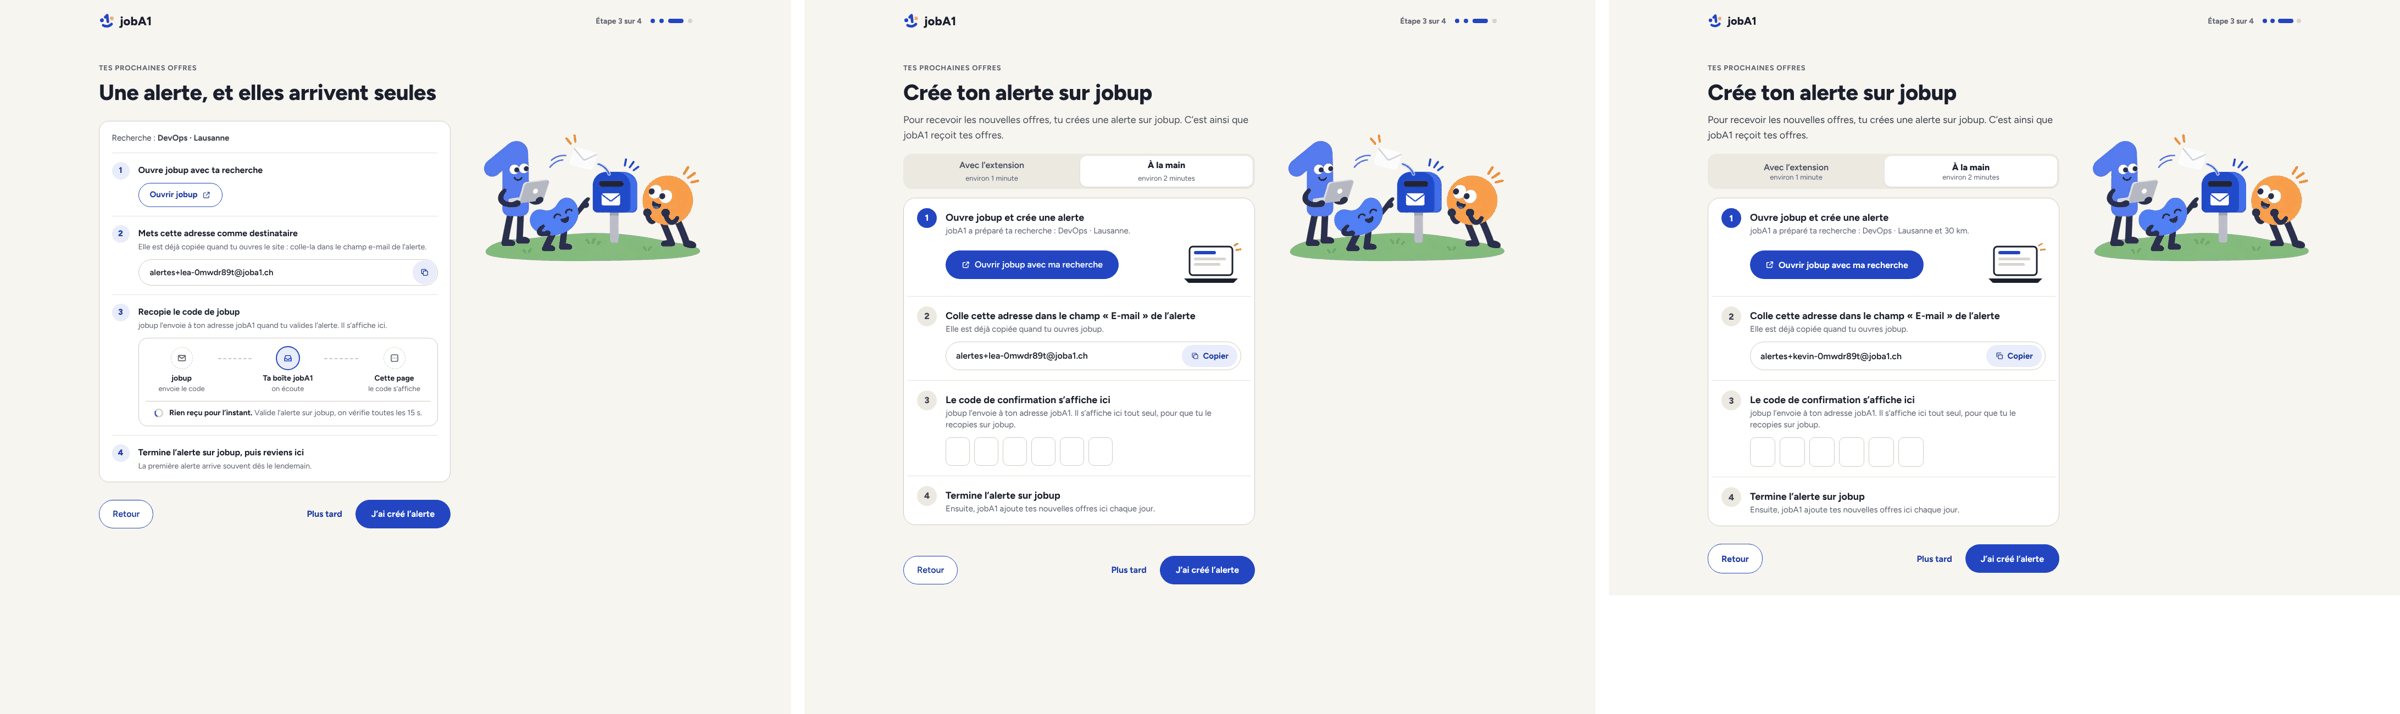 jobA1
Étape 3 sur 4
TES PROCHAINES OFFRES
Une alerte, et elles arrivent seules
Recherche : DevOps · Lausanne
1
Ouvre jobup avec ta recherche
Ouvrir jobup
2
Mets cette adresse comme destinataire
Elle est déjà copiée quand tu ouvres le site : colle-la dans le champ e-mail de l'alerte.
alertes+lea-0mwdr89t@joba1.ch
3
Recopie le code de jobup
jobup l'envoie à ton adresse jobA1 quand tu valides l'alerte. Il s'affiche ici.
jobup
envoie le code
Ta boîte jobA1
on écoute
Cette page
le code s'affiche
Rien reçu pour l'instant. Valide l'alerte sur jobup, on vérifie toutes les 15 s.
4
Termine l'alerte sur jobup, puis reviens ici
La première alerte arrive souvent dès le lendemain.
Retour
Plus tard
J'ai créé l'alerte
jobA1
Étape 3 sur 4
TES PROCHAINES OFFRES
Crée ton alerte sur jobup
Pour recevoir les nouvelles offres, tu crées une alerte sur jobup. C'est ainsi que
jobA1 reçoit tes offres.
Avec l'extension
environ 1 minute
À la main
environ 2 minutes
1
Ouvre jobup et crée une alerte
jobA1 a préparé ta recherche : DevOps · Lausanne.
Ouvrir jobup avec ma recherche
2
Colle cette adresse dans le champ « E-mail » de l'alerte
Elle est déjà copiée quand tu ouvres jobup.
alertes+lea-0mwdr89t@joba1.ch
Copier
3
Le code de confirmation s'affiche ici
jobup l'envoie à ton adresse jobA1. Il s'affiche ici tout seul, pour que tu le
recopies sur jobup.
4
Termine l'alerte sur jobup
Ensuite, jobA1 ajoute tes nouvelles offres ici chaque jour.
Retour
Plus tard
J'ai créé l'alerte
jobA1
Étape 3 sur 4
TES PROCHAINES OFFRES
Crée ton alerte sur jobup
Pour recevoir les nouvelles offres, tu crées une alerte sur jobup. C'est ainsi que
jobA1 reçoit tes offres.
Avec l'extension
environ 1 minute
À la main
environ 2 minutes
1
Ouvre jobup et crée une alerte
jobA1 a préparé ta recherche : DevOps · Lausanne et 30 km.
Ouvrir jobup avec ma recherche
2
Colle cette adresse dans le champ « E-mail » de l'alerte
Elle est déjà copiée quand tu ouvres jobup.
alertes+kevin-0mwdr89t@joba1.ch
Copier
3
Le code de confirmation s'affiche ici
jobup l'envoie à ton adresse jobA1. Il s'affiche ici tout seul, pour que tu le
recopies sur jobup.
4
Termine l'alerte sur jobup
Ensuite, jobA1 ajoute tes nouvelles offres ici chaque jour.
Retour
Plus tard
J'ai créé l'alerte